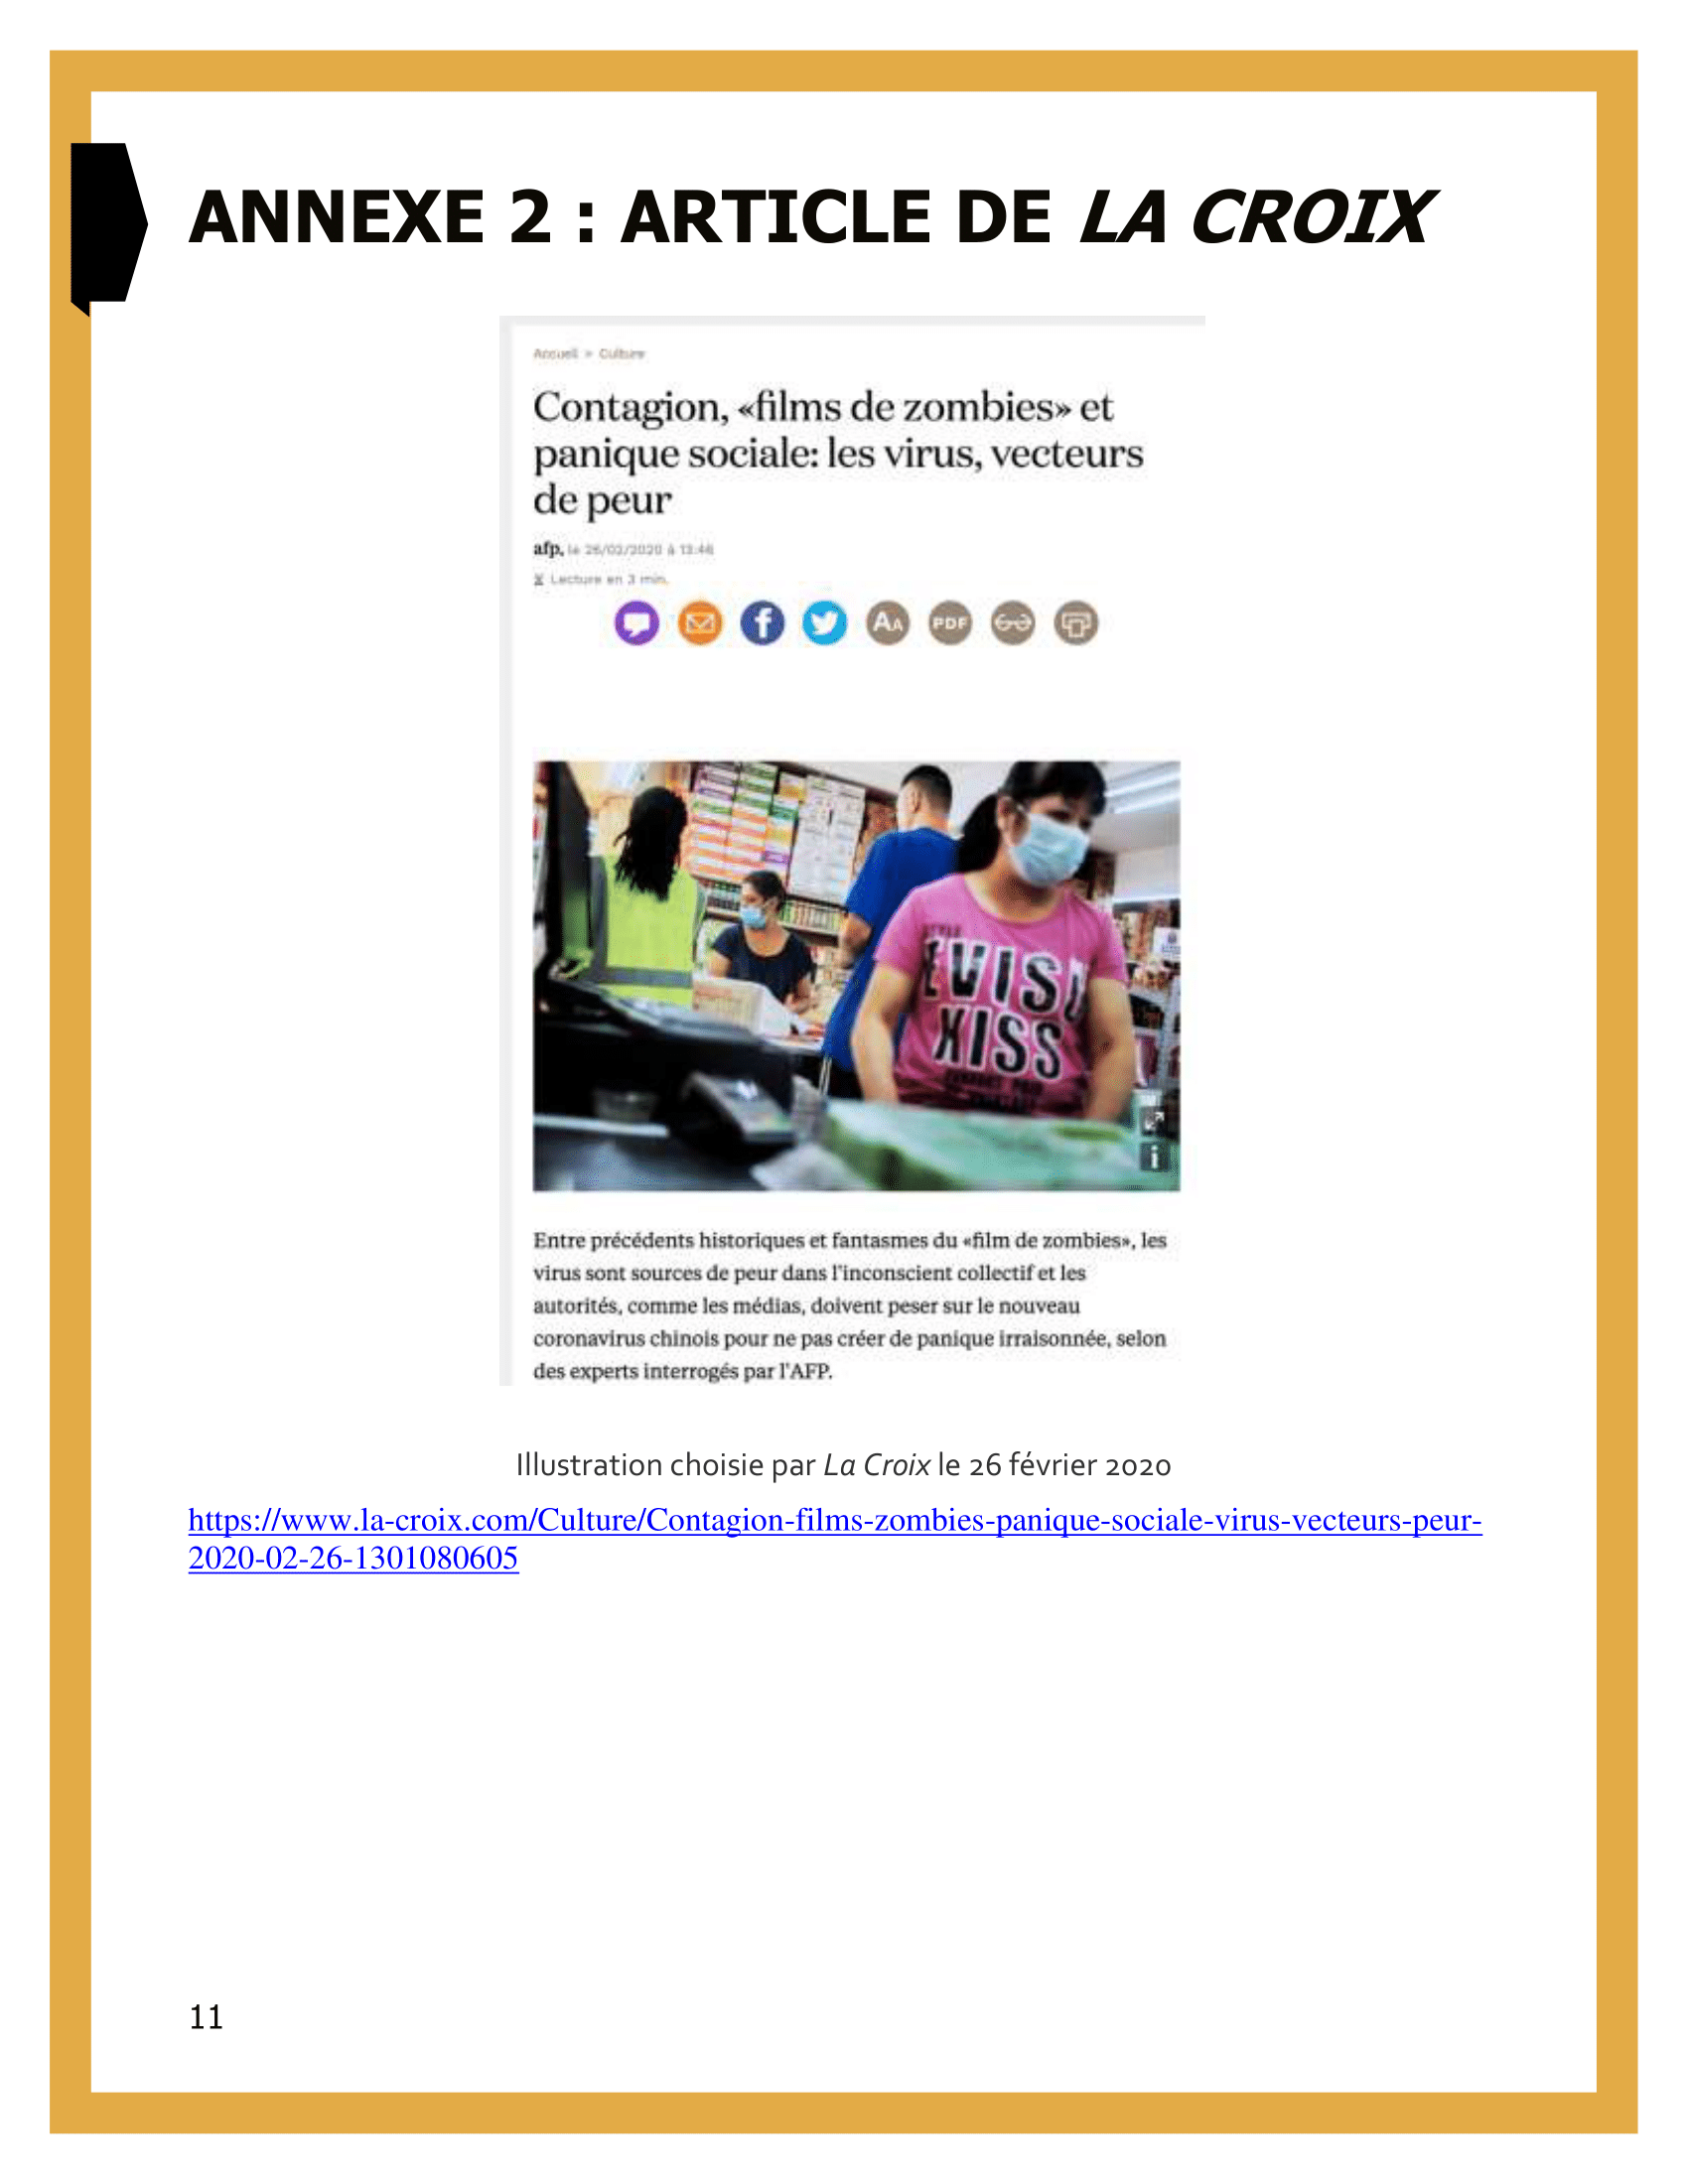 ANNEXE 2 : ARTICLE DE LA CROIX
Accueil > Culture
Contagion, «films de zombies» et
panique sociale: les virus, vecteurs
de peur
afp, le 26/02/2020 à 13:46
Lecture en 3 min.
AA
PDF
EVISU
KISS
Entre précédents historiques et fantasmes du «film de zombies», les
virus sont sources de peur dans l'inconscient collectif et les
autorités, comme les médias, doivent peser sur le nouveau
coronavirus chinois pour ne pas créer de panique irraisonnée, selon
des experts interrogés par l'AFP.
Illustration choisie par La Croix le 26 février 2020
https://www.la-croix.com/Culture/Contagion-films-zombies-panique-sociale-virus-vecteurs-peur-
2020-02-26-1301080605
11